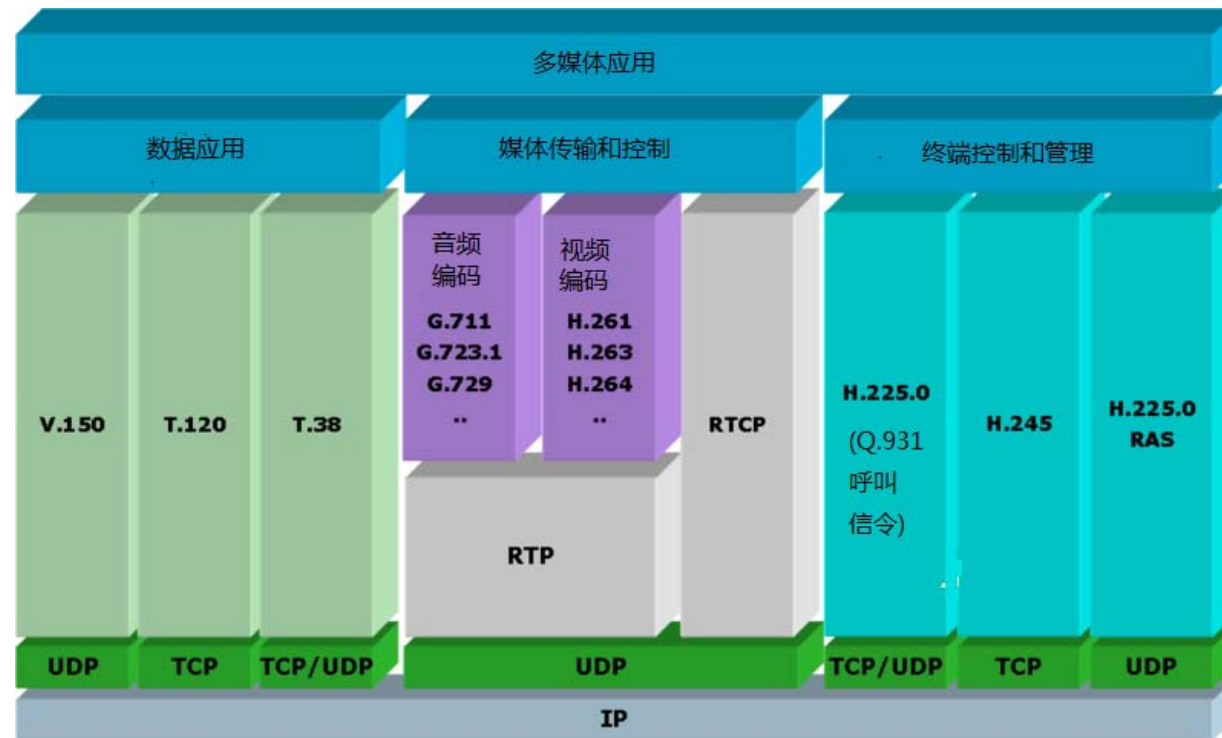 多媒体应用
数据应用
媒体传输和控制
终端控制和管理
V.150
T.120
T.38
音频
编码
G.711
G.723.1
G.729
..
视频
编码
H.261
H.263
H.264
..
RTP
RTCP
H.225.0
(Q.931
呼叫
信令)
H.245
H.225.0
RAS
UDP
TCP
TCP/UDP
UDP
TCP/UDP
TCP
UDP
IP